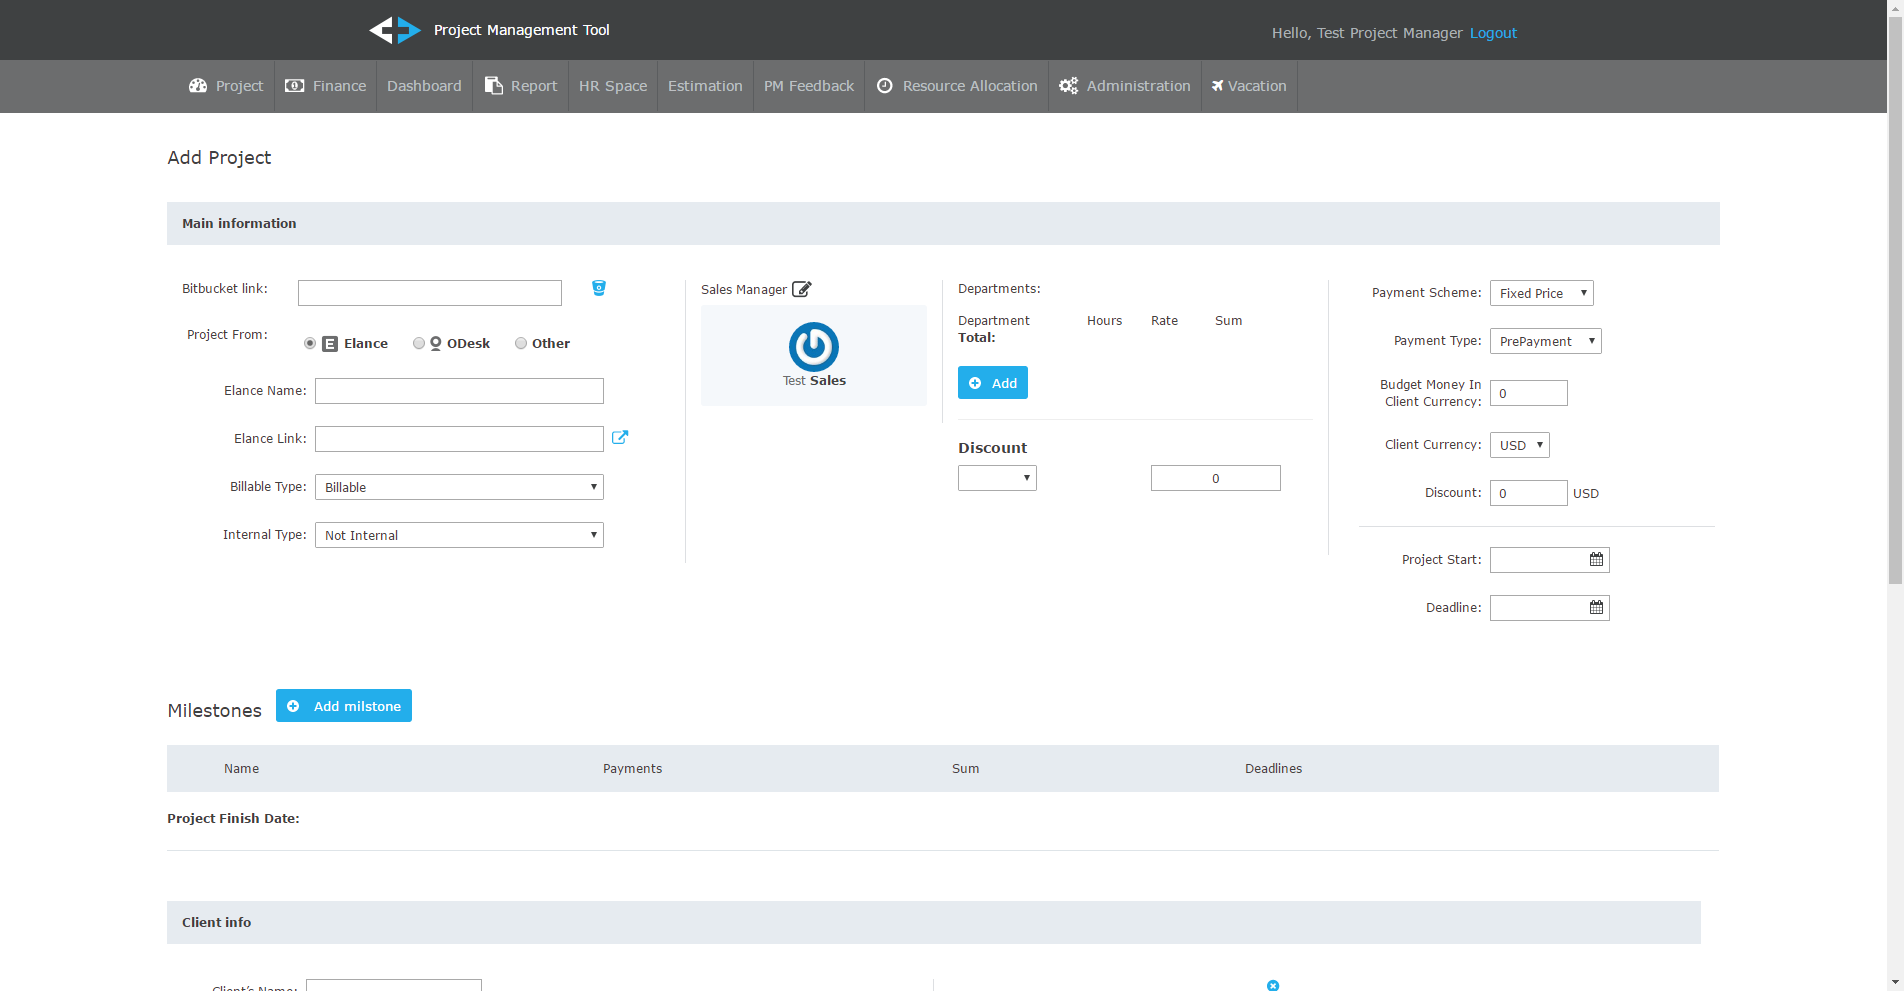 Project Management Tool
Hello, Test Project Manager Logout
Project Finance Dashboard Report HR Space Estimation PM Feedback Resource Allocation Administration Vacation
Add Project
Main information
Bitbucket link:
Project From:
E Elance ODesk Other
Elance Name:
Elance Link:
Billable Type: Billable
Internal Type: Not Internal
Sales Manager
Test Sales
Departments:
Department Hours Rate Sum
Total:
Add
Discount
0
Payment Scheme: Fixed Price
Payment Type: PrePayment
Budget Money In
Client Currency: 0
Client Currency: USD
Discount: 0 USD
Project Start:
Deadline:
Milestones Add milstone
Name Payments Sum Deadlines
Project Finish Date:
Client info
Client's Name: